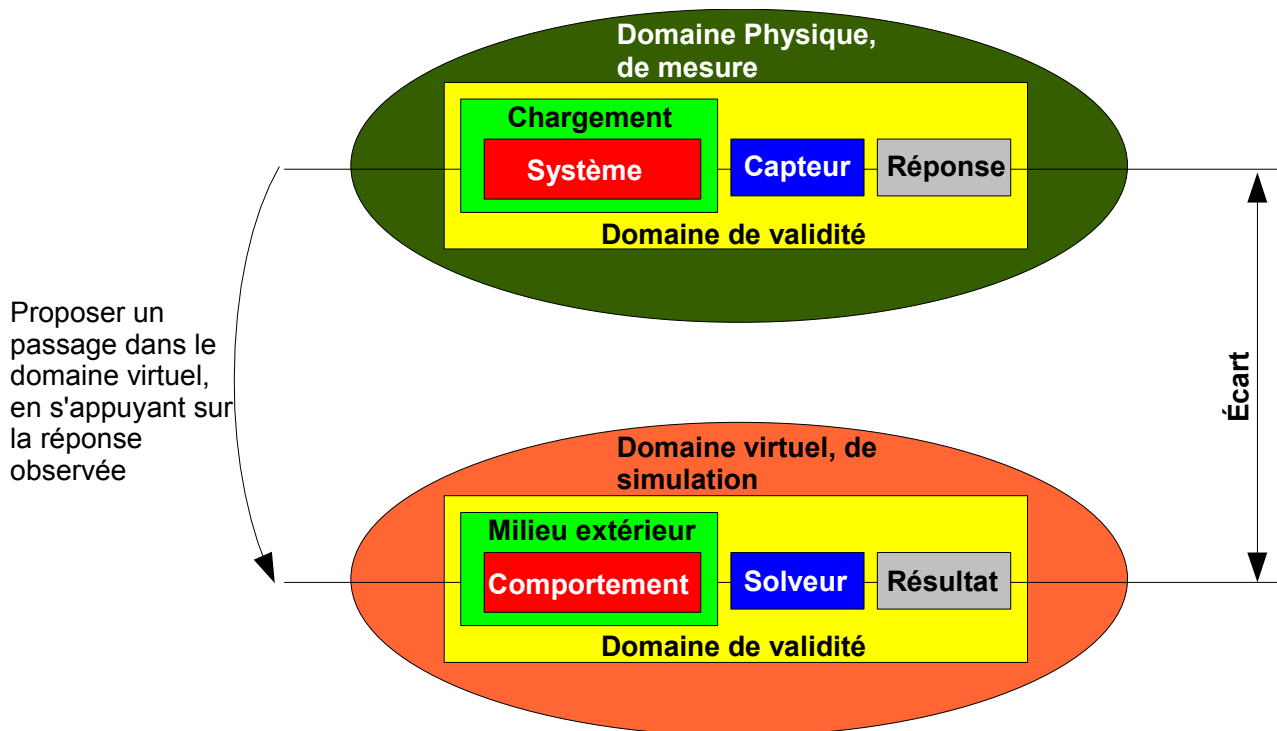 Domaine Physique,
de mesure
Chargement
Système
Capteur
Réponse
Domaine de validité
Proposer un
passage dans le
domaine virtuel,
en s'appuyant sur
la réponse
observée
Écart
Domaine virtuel, de
simulation
Milieu extérieur
Comportement
Solveur
Résultat
Domaine de validité